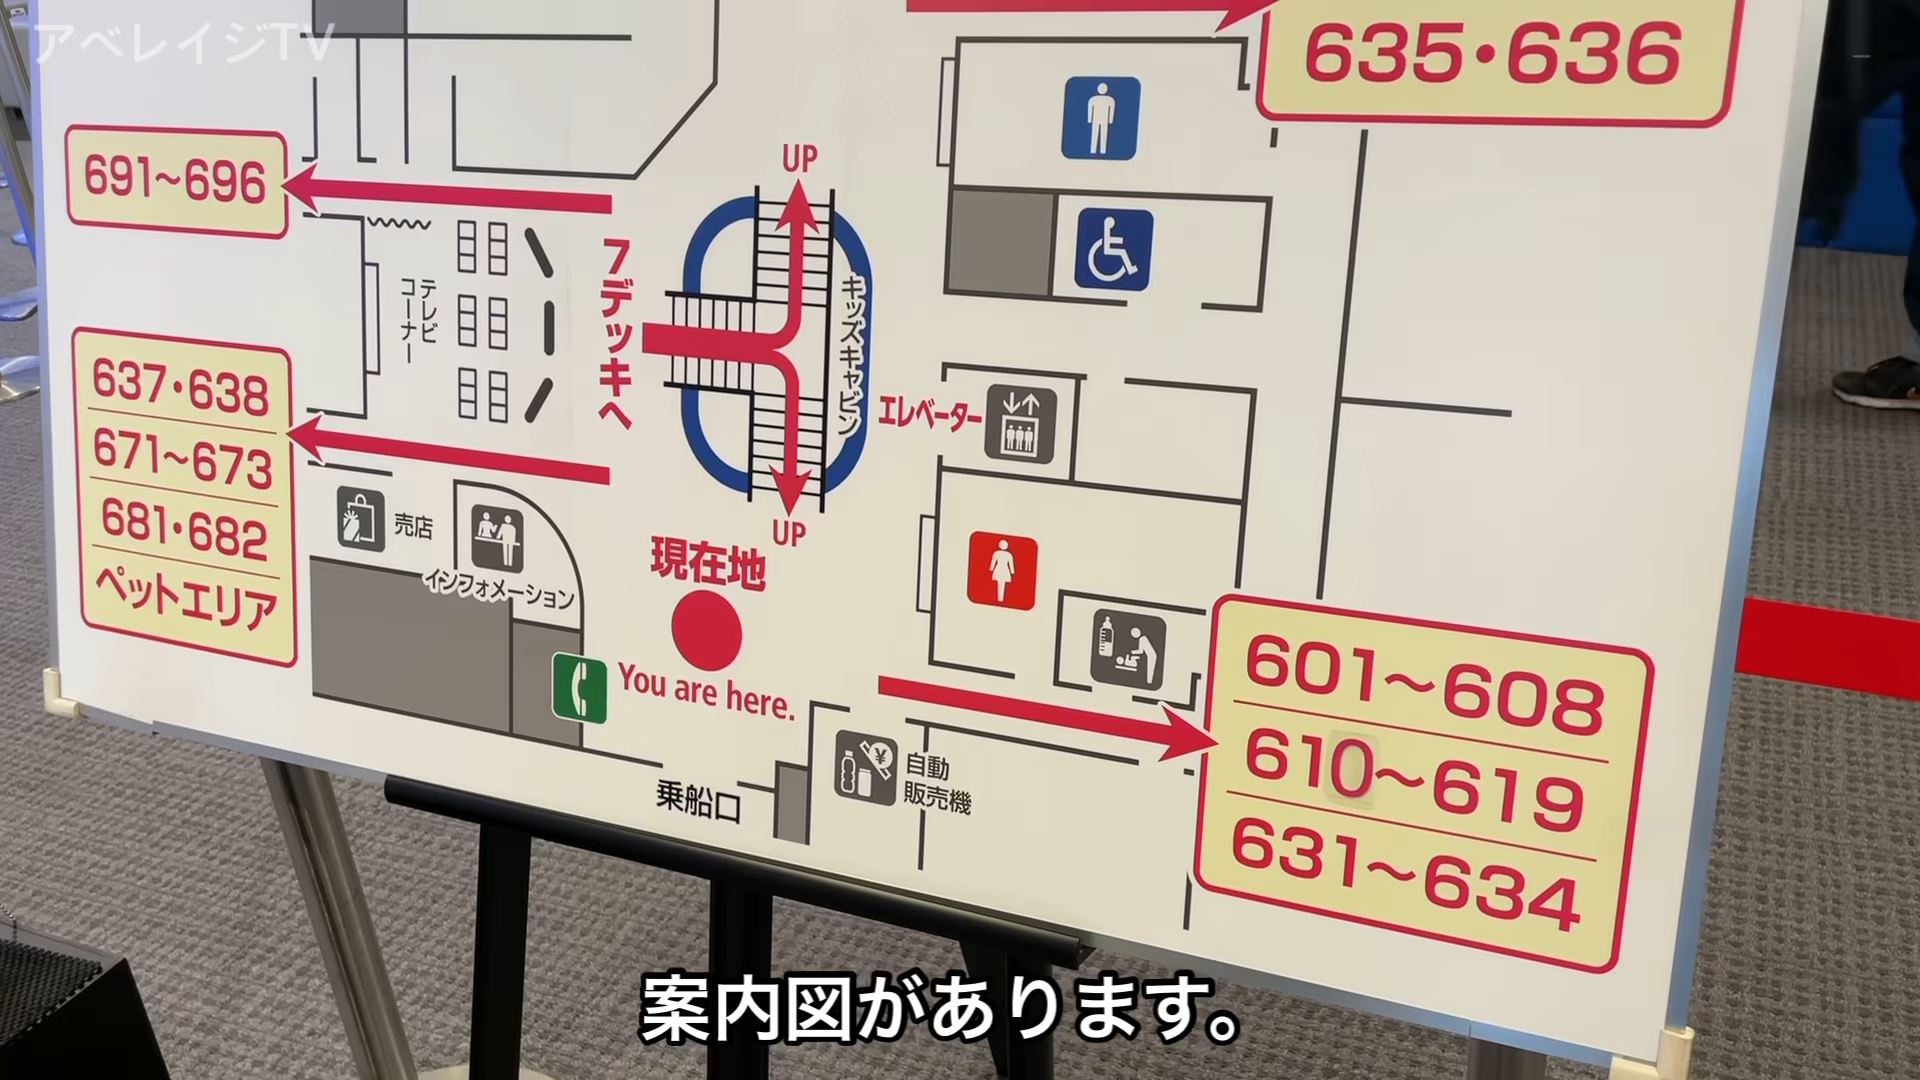 アベレイジTV
635・636
691~696
UP
7デッキへ
テレビ
コーナー
キッズキャビン
エレベーター
637・638
671~673
681・682
ペットエリア
売店
インフォメーション
UP
現在地
You are here.
601~608
610~619
631~634
自動
販売機
乗船口
案内図があります。